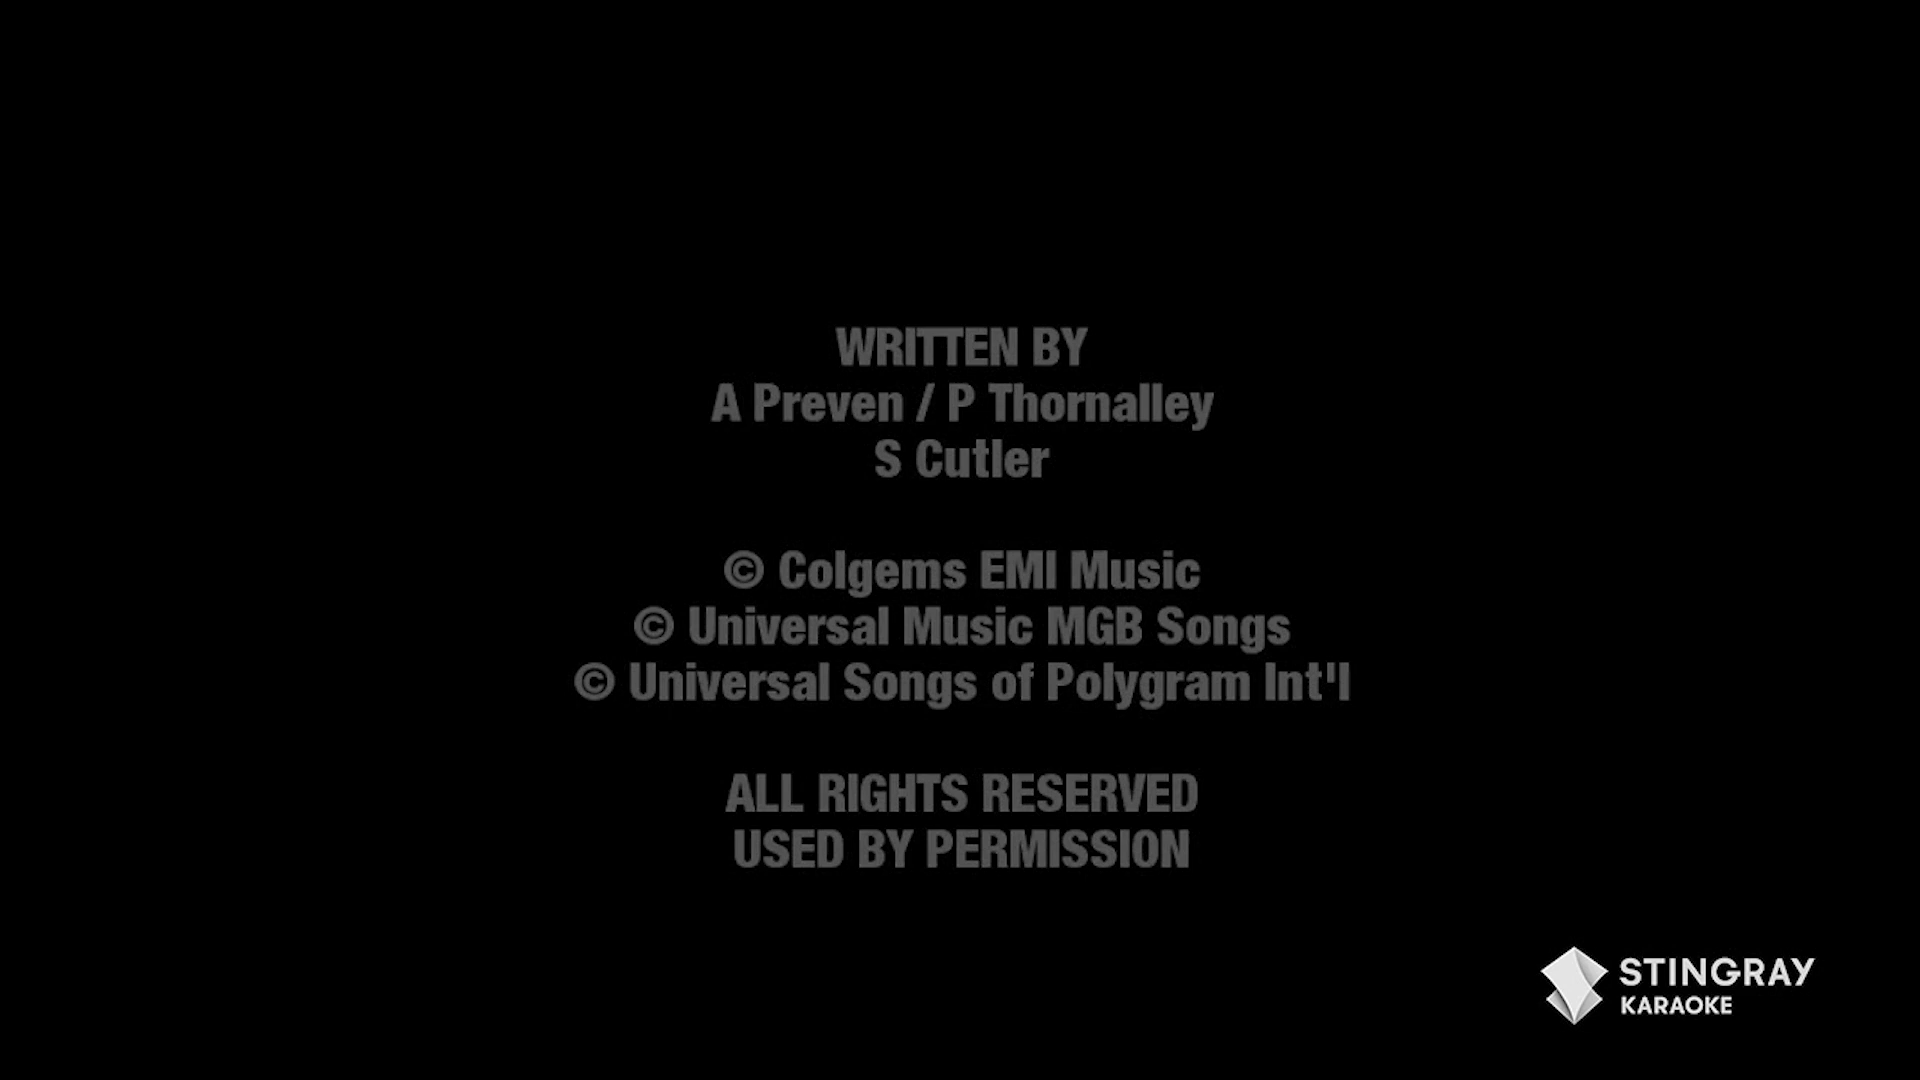 WRITTEN BY
A Preven / P Thornalley
S Cutler
© Colgems EMI Music
© Universal Music MGB Songs
© Universal Songs of Polygram Int'l
ALL RIGHTS RESERVED
USED BY PERMISSION
STINGRAY
KARAOKE